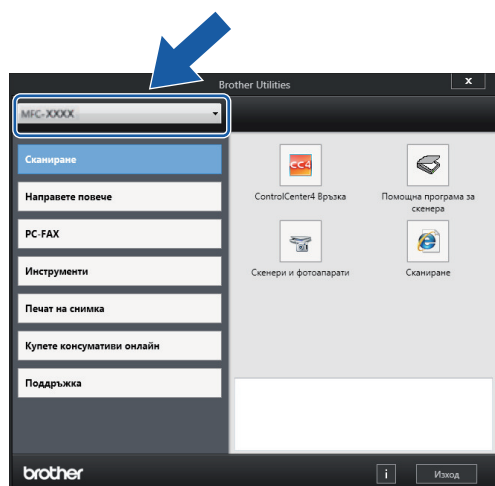 Brother Utilities
x
MFC-XXXX
Сканиране
Направете повече
PC-FAX
Инструменти
Печат на снимка
Купете консумативи онлайн
Поддръжка
CC4
ControlCenter4 Връзка
Помощна програма за
скенера
Скенери и фотоапарати
Сканиране
brother
i
Изход